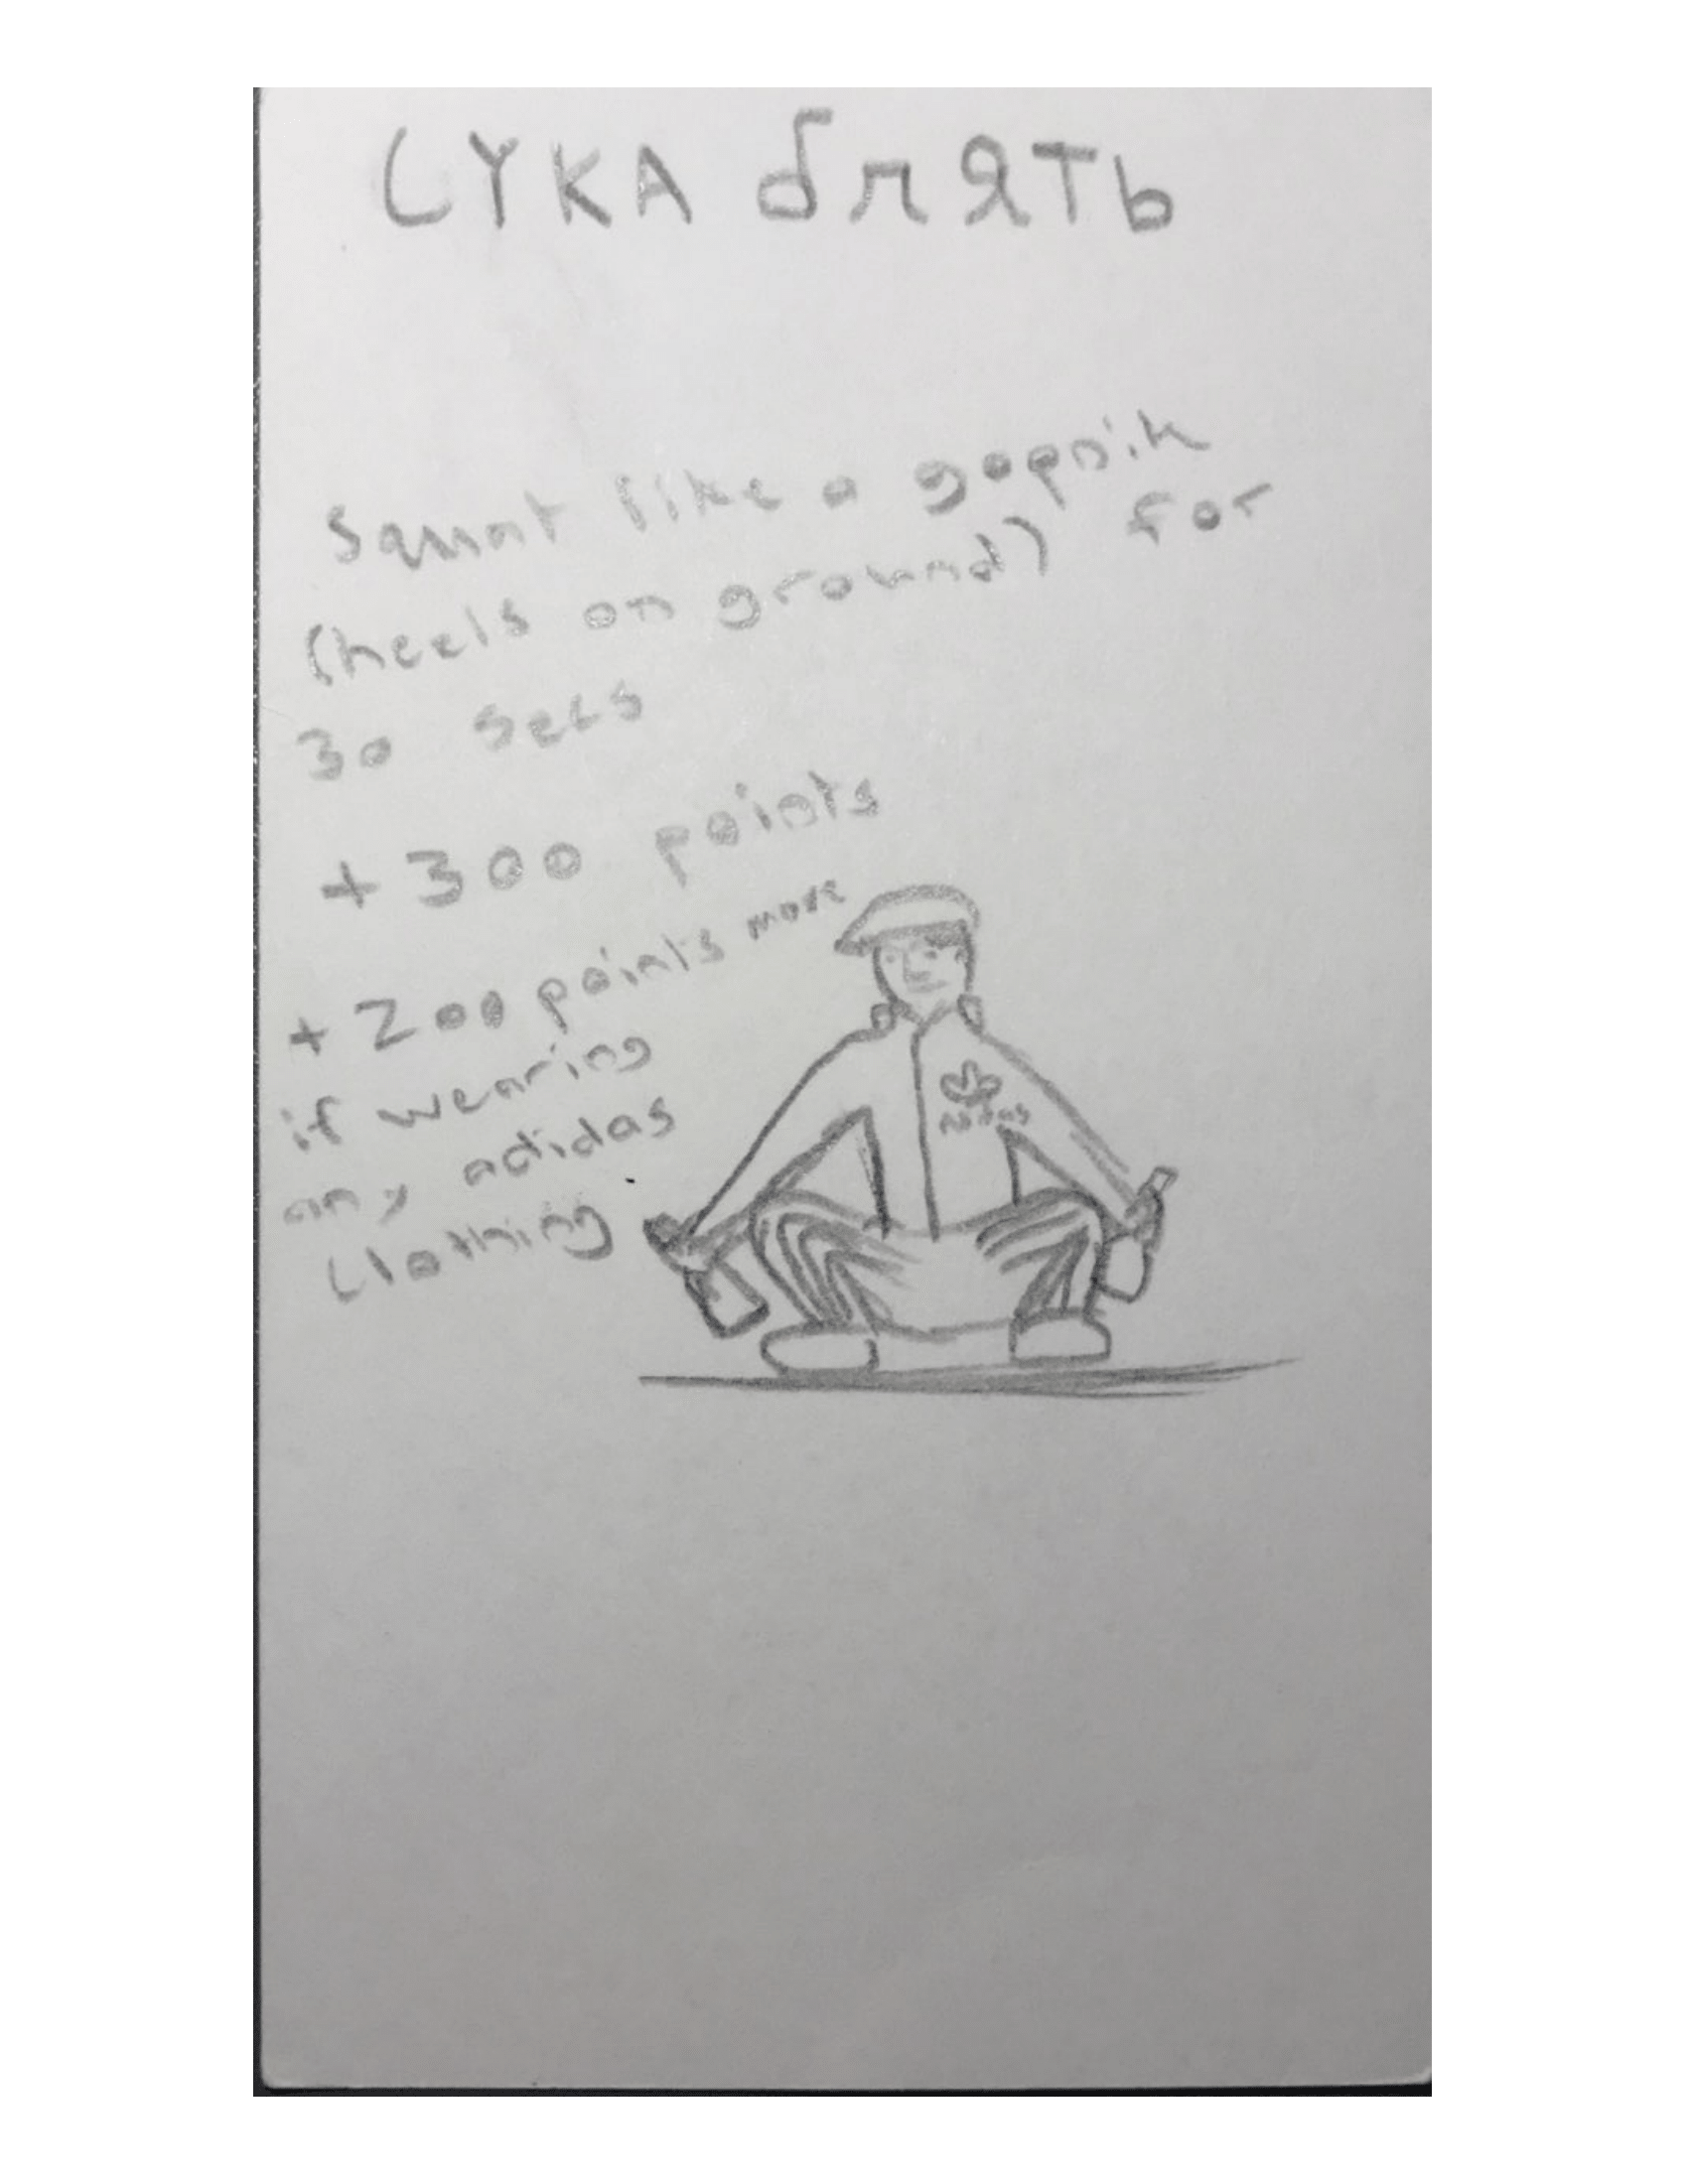 СУКА БЛЯТЬ
Squat like a gopnik
(heels on ground) for
30 secs
+300 points
+200 points more
if wearing
any adidas
clothing
adidas